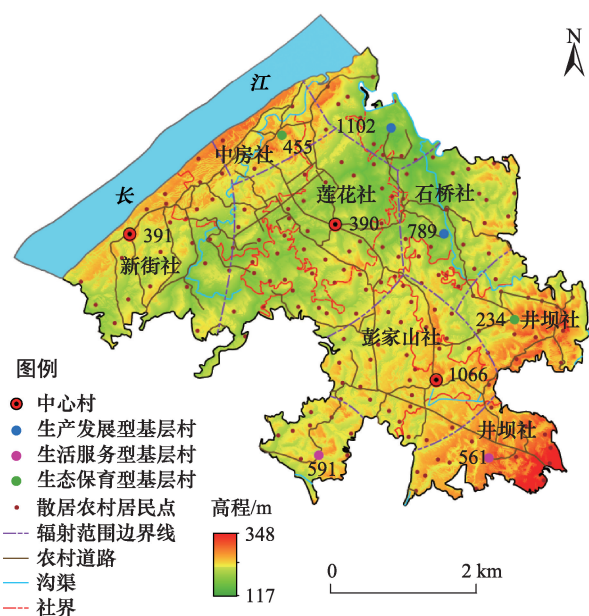 N
江
1102
455
中房社
莲花社
石桥社
长
391
390
789
新街社
234
井坝社
彭家山社
1066
井坝社
591
561
图例
中心村
生产发展型基层村
生活服务型基层村
生态保育型基层村
散居农村居民点
辐射范围边界线
农村道路
沟渠
社界
高程/m
348
117
0 2 km